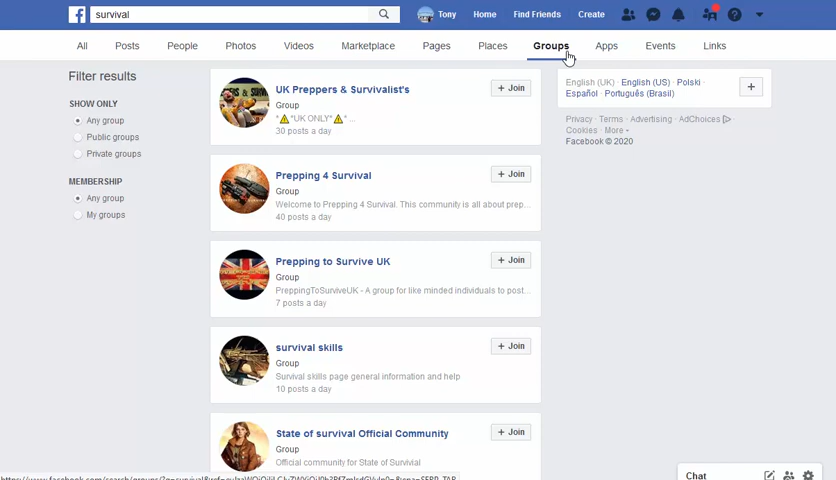 survival
Tony Home Find Friends Create
All Posts People Photos Videos Marketplace Pages Places Groups Apps Events Links
Filter results
SHOW ONLY
Any group
Public groups
Private groups
MEMBERSHIP
Any group
My groups
UK Preppers & Survivalist's
+ Join
Group
*⚠*UK ONLY*⚠* ...
30 posts a day
Prepping 4 Survival
+ Join
Group
Welcome to Prepping 4 Survival. This community is all about prep...
40 posts a day
Prepping to Survive UK
+ Join
Group
PreppingToSurviveUK - A group for like minded individuals to post...
7 posts a day
survival skills
+ Join
Group
Survival skills page general information and help
10 posts a day
State of survival Official Community
+ Join
Group
Official community for State of Survival
English (UK) · English (US) · Polski ·
Español · Português (Brasil)
+
Privacy · Terms · Advertising · AdChoices ·
Cookies · More
Facebook © 2020
Chat